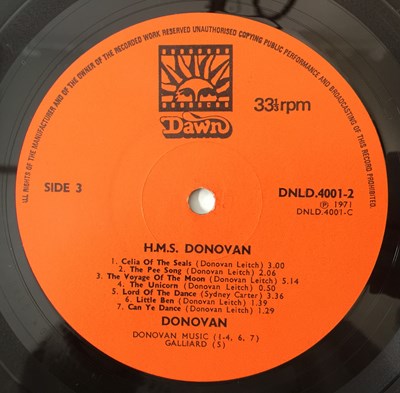 ALL RIGHTS OF THE MANUFACTURER AND OF THE OWNER OF THE RECORDED WORK RESERVED UNAUTHORISED COPYING PUBLIC PERFORMANCE AND BROADCASTING OF THIS RECORD PROHIBITED.
Dawn
33⅓rpm
SIDE 3
DNLD.4001-2
Ⓟ 1971
DNLD.4001-C
H.M.S. DONOVAN
1. Celia Of The Seals (Donovan Leitch) 3.00
2. The Pee Song (Donovan Leitch) 2.06
3. The Voyage Of The Moon (Donovan Leitch) 5.14
4. The Unicorn (Donovan Leitch) 0.50
5. Lord Of The Dance (Sydney Carter) 3.36
6. Little Ben (Donovan Leitch) 1.39
7. Can Ye Dance (Donovan Leitch) 1.29
DONOVAN
DONOVAN MUSIC (1-4, 6, 7)
GALLIARD (5)